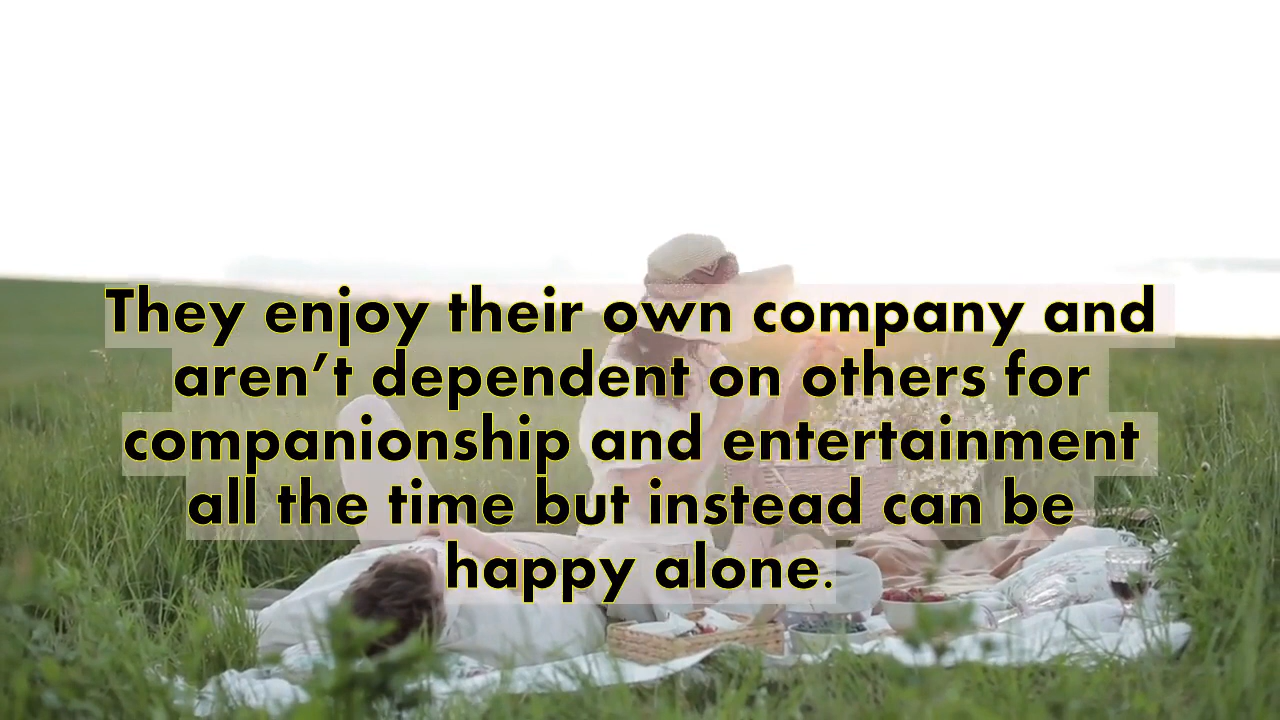 They enjoy their own company and
aren’t dependent on others for
companionship and entertainment
all the time but instead can be
happy alone.